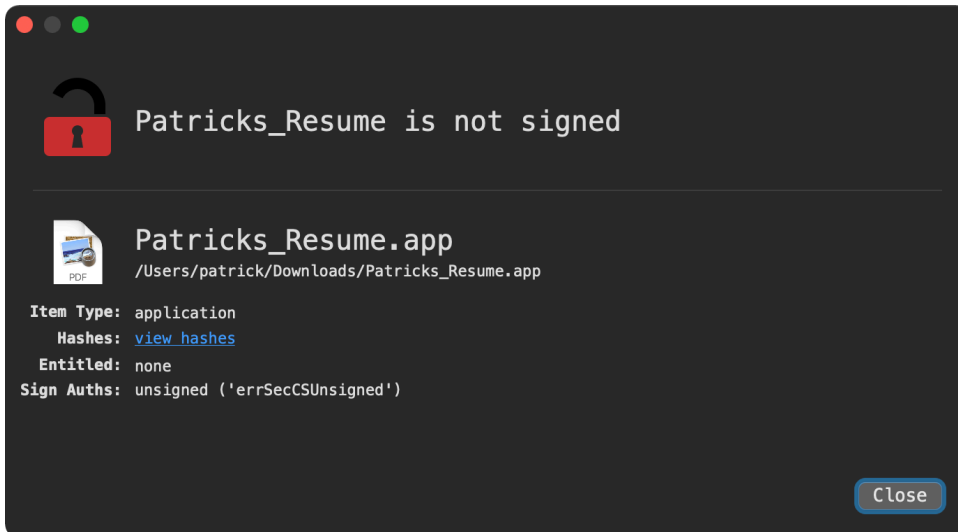 Patricks_Resume is not signed
PDF
Patricks_Resume.app
/Users/patrick/Downloads/Patricks_Resume.app
Item Type: application
Hashes: view hashes
Entitled: none
Sign Auths: unsigned ('errSecCSUnsigned')
Close